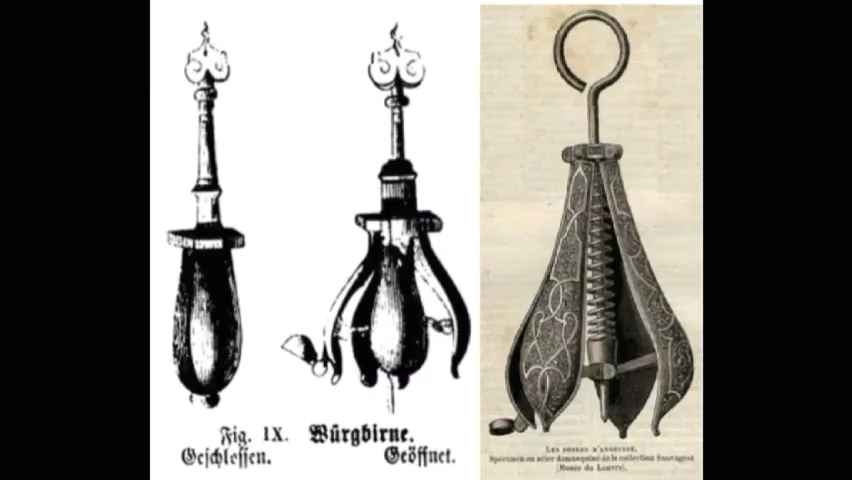 Fig. IX. Würgbirne.
Geschlossen. Geöffnet.
LES POIRES D'ANGOISSE.
Spécimen en acier damasquiné de la collection Sauvageot
(Musée du Louvre).